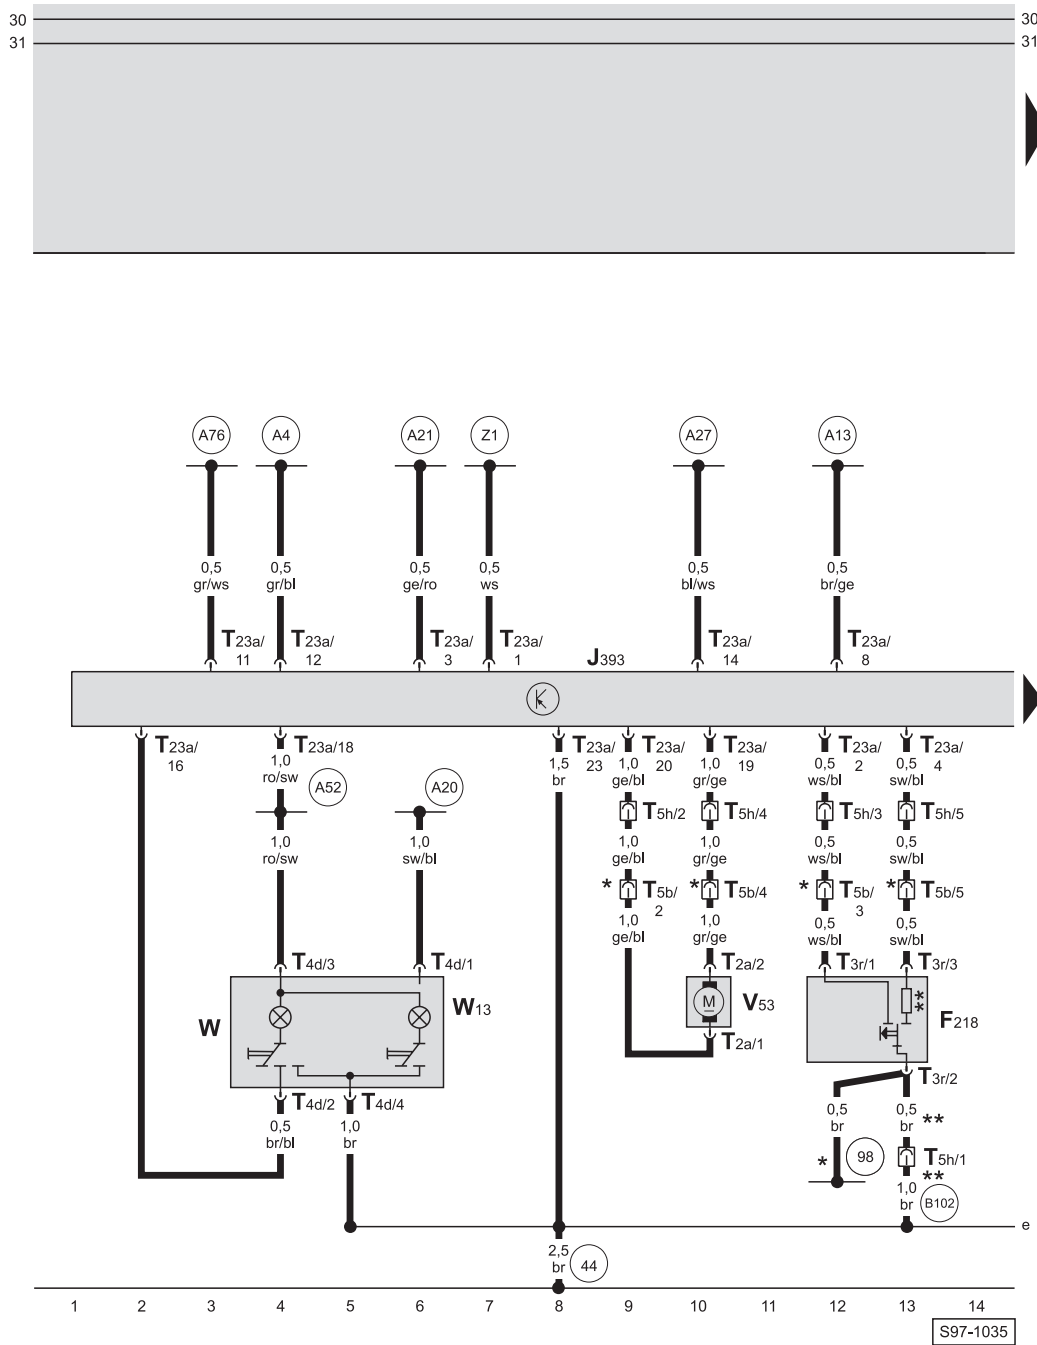 30 30
31 31
A76 A4 A21 Z1 A27 A13
0,5 0,5 0,5 0,5 0,5 0,5
gr/ws gr/bl ge/ro ws bl/ws br/ge
T23a/ T23a/ T23a/ T23a/ T23a/ T23a/
11 12 3 1 J393 14 8
T23a/ T23a/18 T23a/ T23a/ T23a/ T23a/ T23a/
16 23 20 19 2 4
1,0 1,5 1,0 1,0 0,5 0,5
ro/sw br ge/bl gr/ge ws/bl sw/bl
A52 A20
T5h/2 T5h/4 T5h/3 T5h/5
1,0 1,0 1,0 1,0 0,5 0,5
ro/sw sw/bl ge/bl gr/ge ws/bl sw/bl
* T5b/ * T5b/4 * T5b/ * T5b/5
2 3
1,0 1,0 0,5 0,5
ge/bl gr/ge ws/bl sw/bl
T4d/3 T4d/1 T2a/2 T3r/1 T3r/3
W W13 M V53 ** F218
T2a/1
T3r/2
T4d/2 T4d/4
0,5 1,0 0,5 0,5
br/bl br br br **
* 98 T5h/1
**
1,0
br B102
e
2,5
br 44
1 2 3 4 5 6 7 8 9 10 11 12 13 14
S97-1035